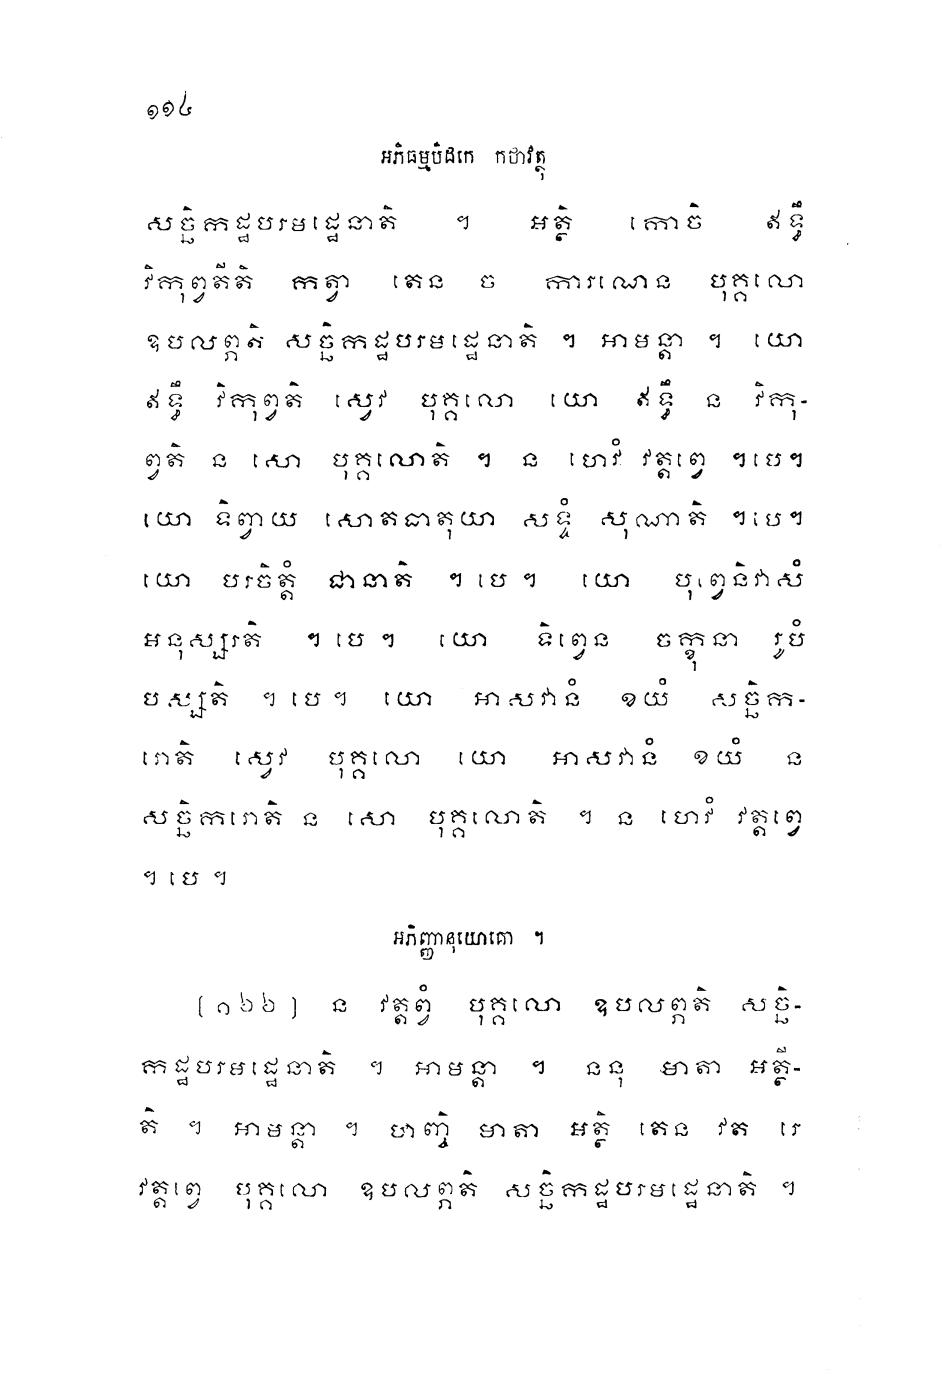 ១១៤
អភិធម្មបិដកេ កថាវត្ថុ
សច្ឆិកដ្ឋបរមដ្ឋេនាតិ ។ អត្ថិ កោចិ ឥទ្ធឹ
វិកុព្វតីតិ កត្វា តេន ច ការណេន បុគ្គលោ
ឧបលព្ភតិ សច្ឆិកដ្ឋបរមដ្ឋេនាតិ ។ អាមន្តា ។ យោ
ឥទ្ធឹ វិកុព្វតិ ស្វេវ បុគ្គលោ យោ ឥទ្ធឹ ន វិកុ-
ព្វតិ ន សោ បុគ្គលោតិ ។ ន ហេវំ វត្តព្វេ ។បេ។
យោ ទិព្វាយ សោតធាតុយា សទ្ទំ សុណាតិ ។បេ។
យោ បរចិត្តំ ជានាតិ ។ បេ ។ យោ បុព្វេនិវាសំ
អនុស្សរតិ ។ បេ ។ យោ ទិព្វេន ចក្ខុនា រូបំ
បស្សតិ ។ បេ ។ យោ អាសវានំ ខយំ សច្ឆិក-
រោតិ ស្វេវ បុគ្គលោ យោ អាសវានំ ខយំ ន
សច្ឆិករោតិ ន សោ បុគ្គលោតិ ។ ន ហេវំ វត្តព្វេ
។ បេ ។
អភិញ្ញានុយោគោ ។
[១៦៦] ន វត្តព្វំ បុគ្គលោ ឧបលព្ភតិ សច្ឆិ-
កដ្ឋបរមដ្ឋេនាតិ ។ អាមន្តា ។ ននុ មាតា អត្ថី-
តិ ។ អាមន្តា ។ ហញ្ចិ មាតា អត្ថិ តេន វត រេ
វត្តព្វេ បុគ្គលោ ឧបលព្ភតិ សច្ឆិកដ្ឋបរមដ្ឋេនាតិ ។